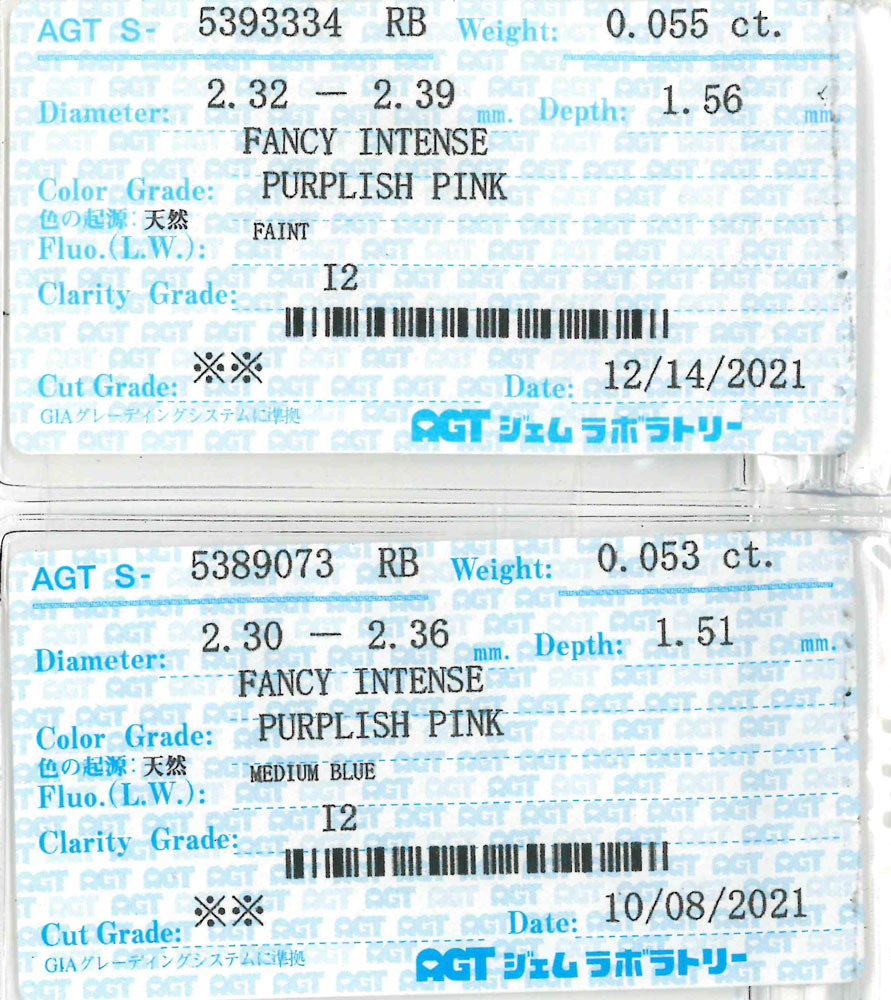 AGT S- 5393334 RB Weight: 0.055 ct.
Diameter: 2.32 — 2.39 mm. Depth: 1.56 mm.
FANCY INTENSE
Color Grade: PURPLISH PINK
色の起源: 天然
Fluo.(L.W.): FAINT
Clarity Grade: I2
Cut Grade: ※※ Date: 12/14/2021
GIAグレーディングシステムに準拠
AGT ジェム ラボラトリー
AGT S- 5389073 RB Weight: 0.053 ct.
Diameter: 2.30 — 2.36 mm. Depth: 1.51 mm.
FANCY INTENSE
Color Grade: PURPLISH PINK
色の起源: 天然
Fluo.(L.W.): MEDIUM BLUE
Clarity Grade: I2
Cut Grade: ※※ Date: 10/08/2021
GIAグレーディングシステムに準拠
AGT ジェム ラボラトリー